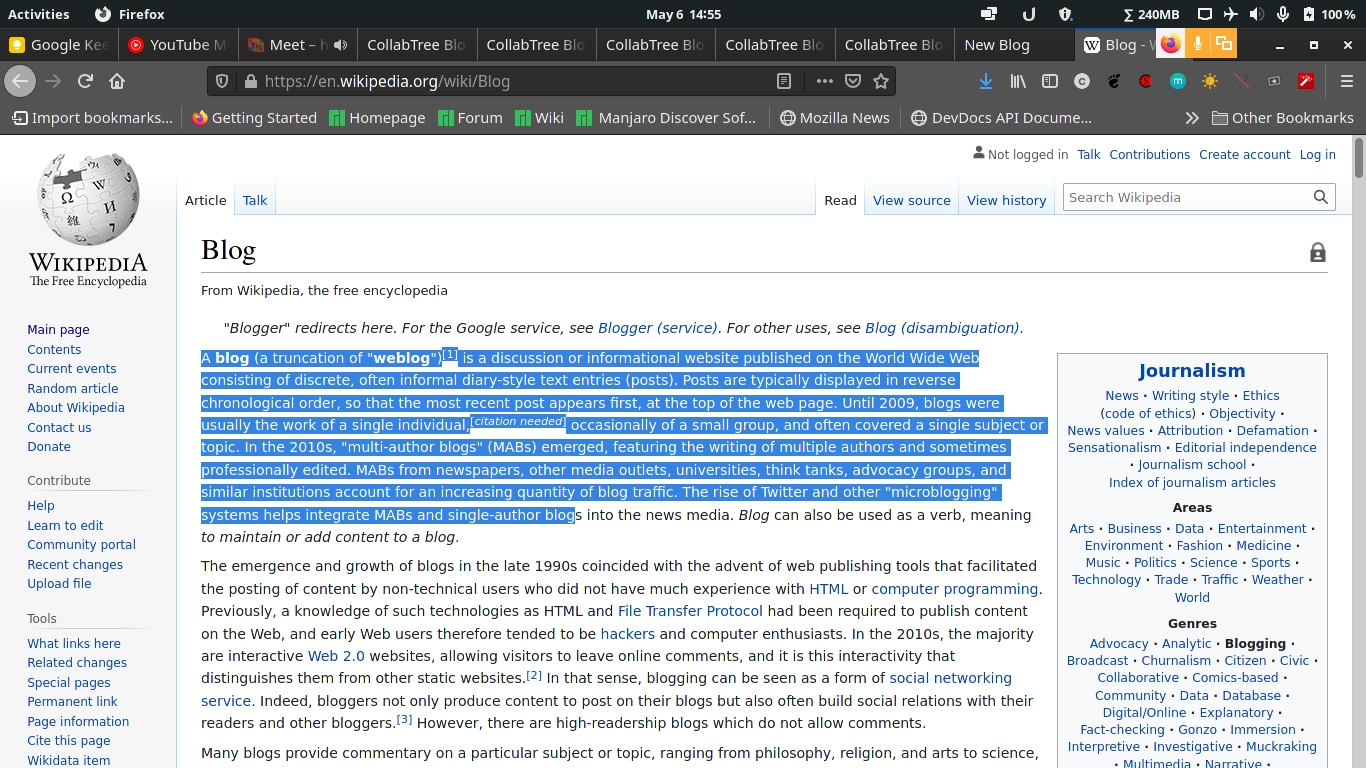 Activities
Firefox
May 6 14:55
∑ 240MB
100 %
Google Kee
YouTube M
Meet – h
CollabTree Blo
CollabTree Blo
CollabTree Blo
CollabTree Blo
CollabTree Blo
New Blog
Blog - W
https://en.wikipedia.org/wiki/Blog
Import bookmarks...
Getting Started
Homepage
Forum
Wiki
Manjaro Discover Sof...
Mozilla News
DevDocs API Docume...
Other Bookmarks
WIKIPEDIA
The Free Encyclopedia
Main page
Contents
Current events
Random article
About Wikipedia
Contact us
Donate
Contribute
Help
Learn to edit
Community portal
Recent changes
Upload file
Tools
What links here
Related changes
Special pages
Permanent link
Page information
Cite this page
Wikidata item
Not logged in Talk Contributions Create account Log in
Article Talk
Read View source View history
Search Wikipedia
Blog
From Wikipedia, the free encyclopedia
"Blogger" redirects here. For the Google service, see Blogger (service). For other uses, see Blog (disambiguation).
A blog (a truncation of "weblog")[1] is a discussion or informational website published on the World Wide Web
consisting of discrete, often informal diary-style text entries (posts). Posts are typically displayed in reverse
chronological order, so that the most recent post appears first, at the top of the web page. Until 2009, blogs were
usually the work of a single individual,[citation needed] occasionally of a small group, and often covered a single subject or
topic. In the 2010s, "multi-author blogs" (MABs) emerged, featuring the writing of multiple authors and sometimes
professionally edited. MABs from newspapers, other media outlets, universities, think tanks, advocacy groups, and
similar institutions account for an increasing quantity of blog traffic. The rise of Twitter and other "microblogging"
systems helps integrate MABs and single-author blogs into the news media. Blog can also be used as a verb, meaning
to maintain or add content to a blog.
The emergence and growth of blogs in the late 1990s coincided with the advent of web publishing tools that facilitated
the posting of content by non-technical users who did not have much experience with HTML or computer programming.
Previously, a knowledge of such technologies as HTML and File Transfer Protocol had been required to publish content
on the Web, and early Web users therefore tended to be hackers and computer enthusiasts. In the 2010s, the majority
are interactive Web 2.0 websites, allowing visitors to leave online comments, and it is this interactivity that
distinguishes them from other static websites.[2] In that sense, blogging can be seen as a form of social networking
service. Indeed, bloggers not only produce content to post on their blogs but also often build social relations with their
readers and other bloggers.[3] However, there are high-readership blogs which do not allow comments.
Many blogs provide commentary on a particular subject or topic, ranging from philosophy, religion, and arts to science,
Journalism
News · Writing style · Ethics
(code of ethics) · Objectivity ·
News values · Attribution · Defamation ·
Sensationalism · Editorial independence
· Journalism school ·
Index of journalism articles
Areas
Arts · Business · Data · Entertainment ·
Environment · Fashion · Medicine ·
Music · Politics · Science · Sports ·
Technology · Trade · Traffic · Weather ·
World
Genres
Advocacy · Analytic · Blogging ·
Broadcast · Churnalism · Citizen · Civic ·
Collaborative · Comics-based ·
Community · Data · Database ·
Digital/Online · Explanatory ·
Fact-checking · Gonzo · Immersion ·
Interpretive · Investigative · Muckraking
· Multimedia · Narrative ·